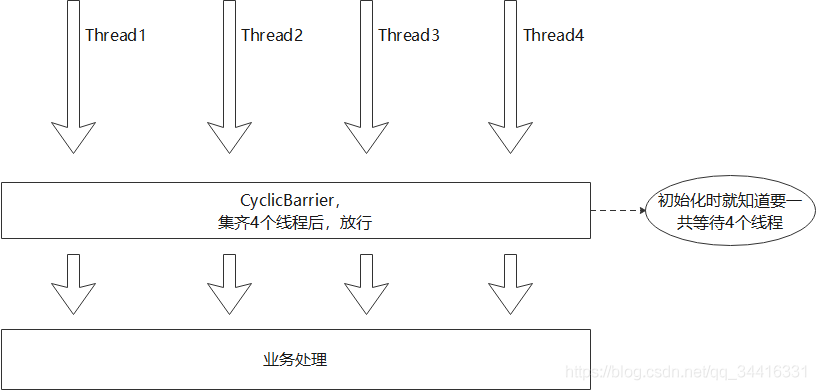 Thread1
Thread2
Thread3
Thread4
CyclicBarrier，
集齐4个线程后，放行
初始化时就知道要一
共等待4个线程
业务处理
https://blog.csdn.net/qq_34416331